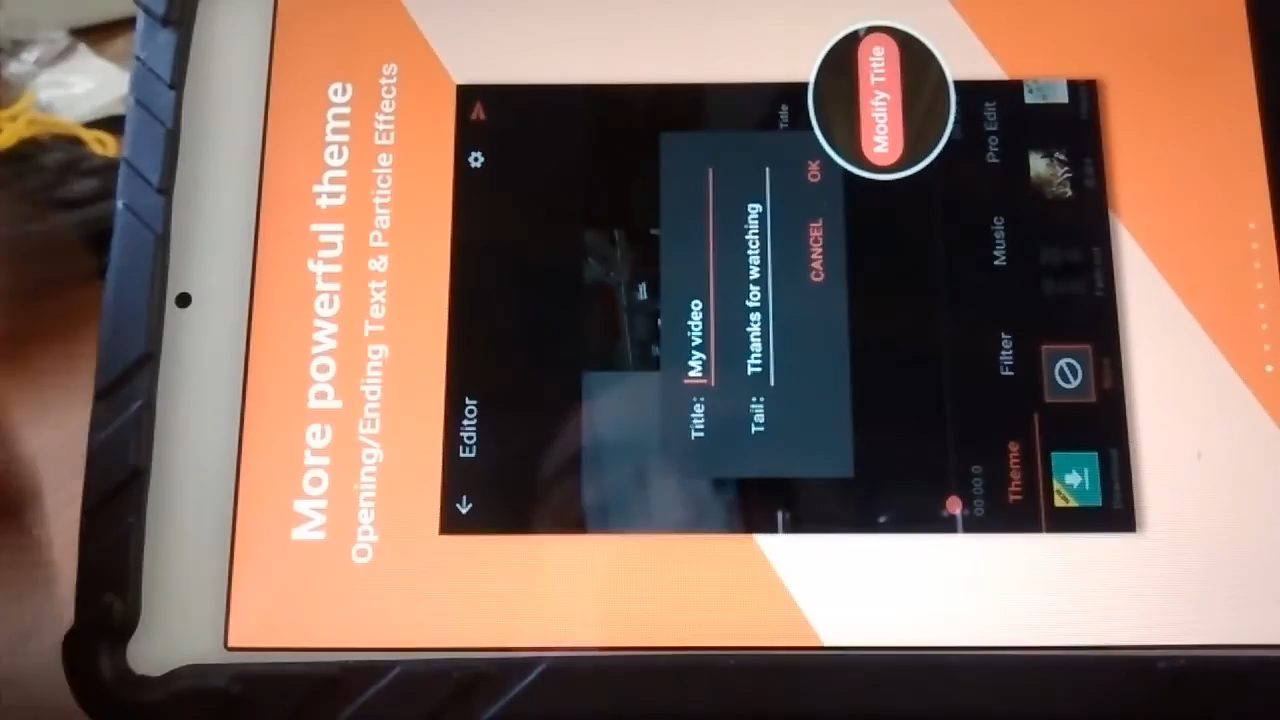 More powerful theme
Opening/Ending Text & Particle Effects
Editor
Title: My video
Tail: Thanks for watching
CANCEL OK
Title
Modify Title
00:00.0
Theme Filter Music Pro Edit